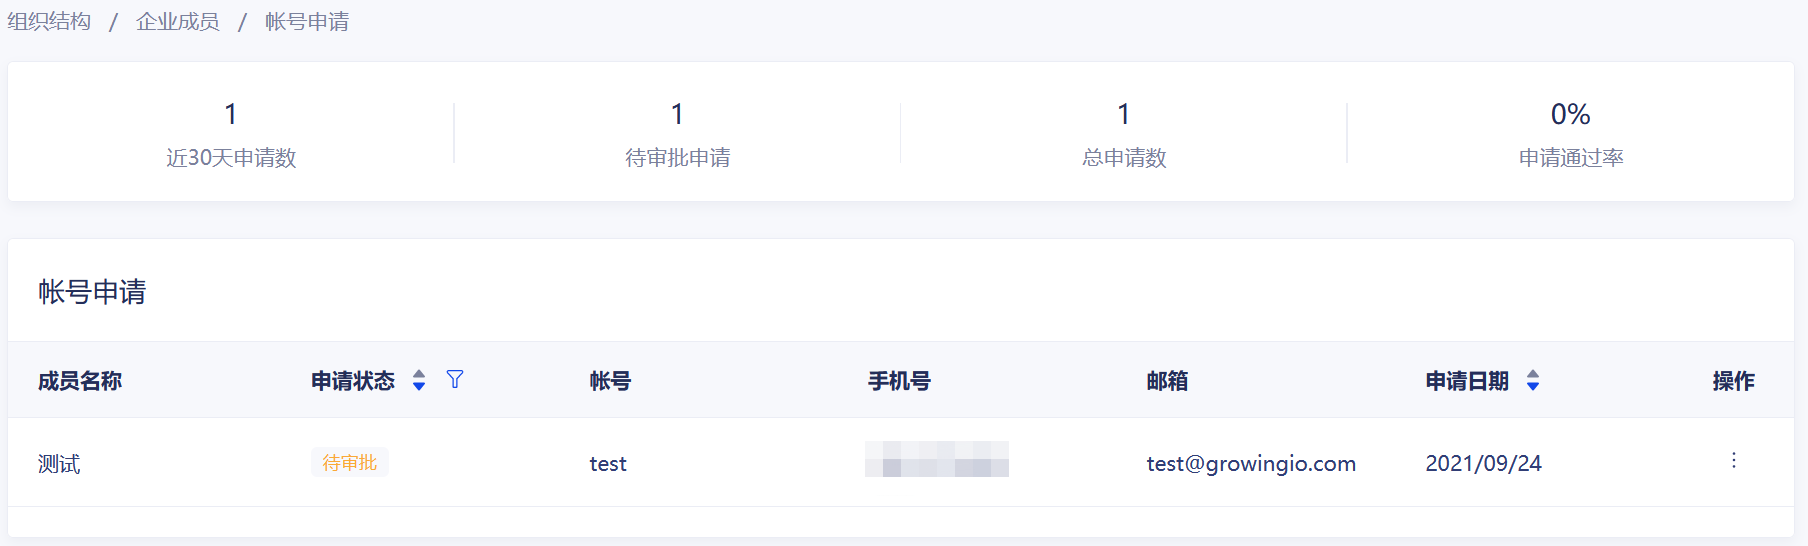 组织结构 / 企业成员 / 帐号申请
1 1 1 0%
近30天申请数 待审批申请 总申请数 申请通过率
帐号申请
成员名称 申请状态 帐号 手机号 邮箱 申请日期 操作
测试 待审批 test test@growingio.com 2021/09/24